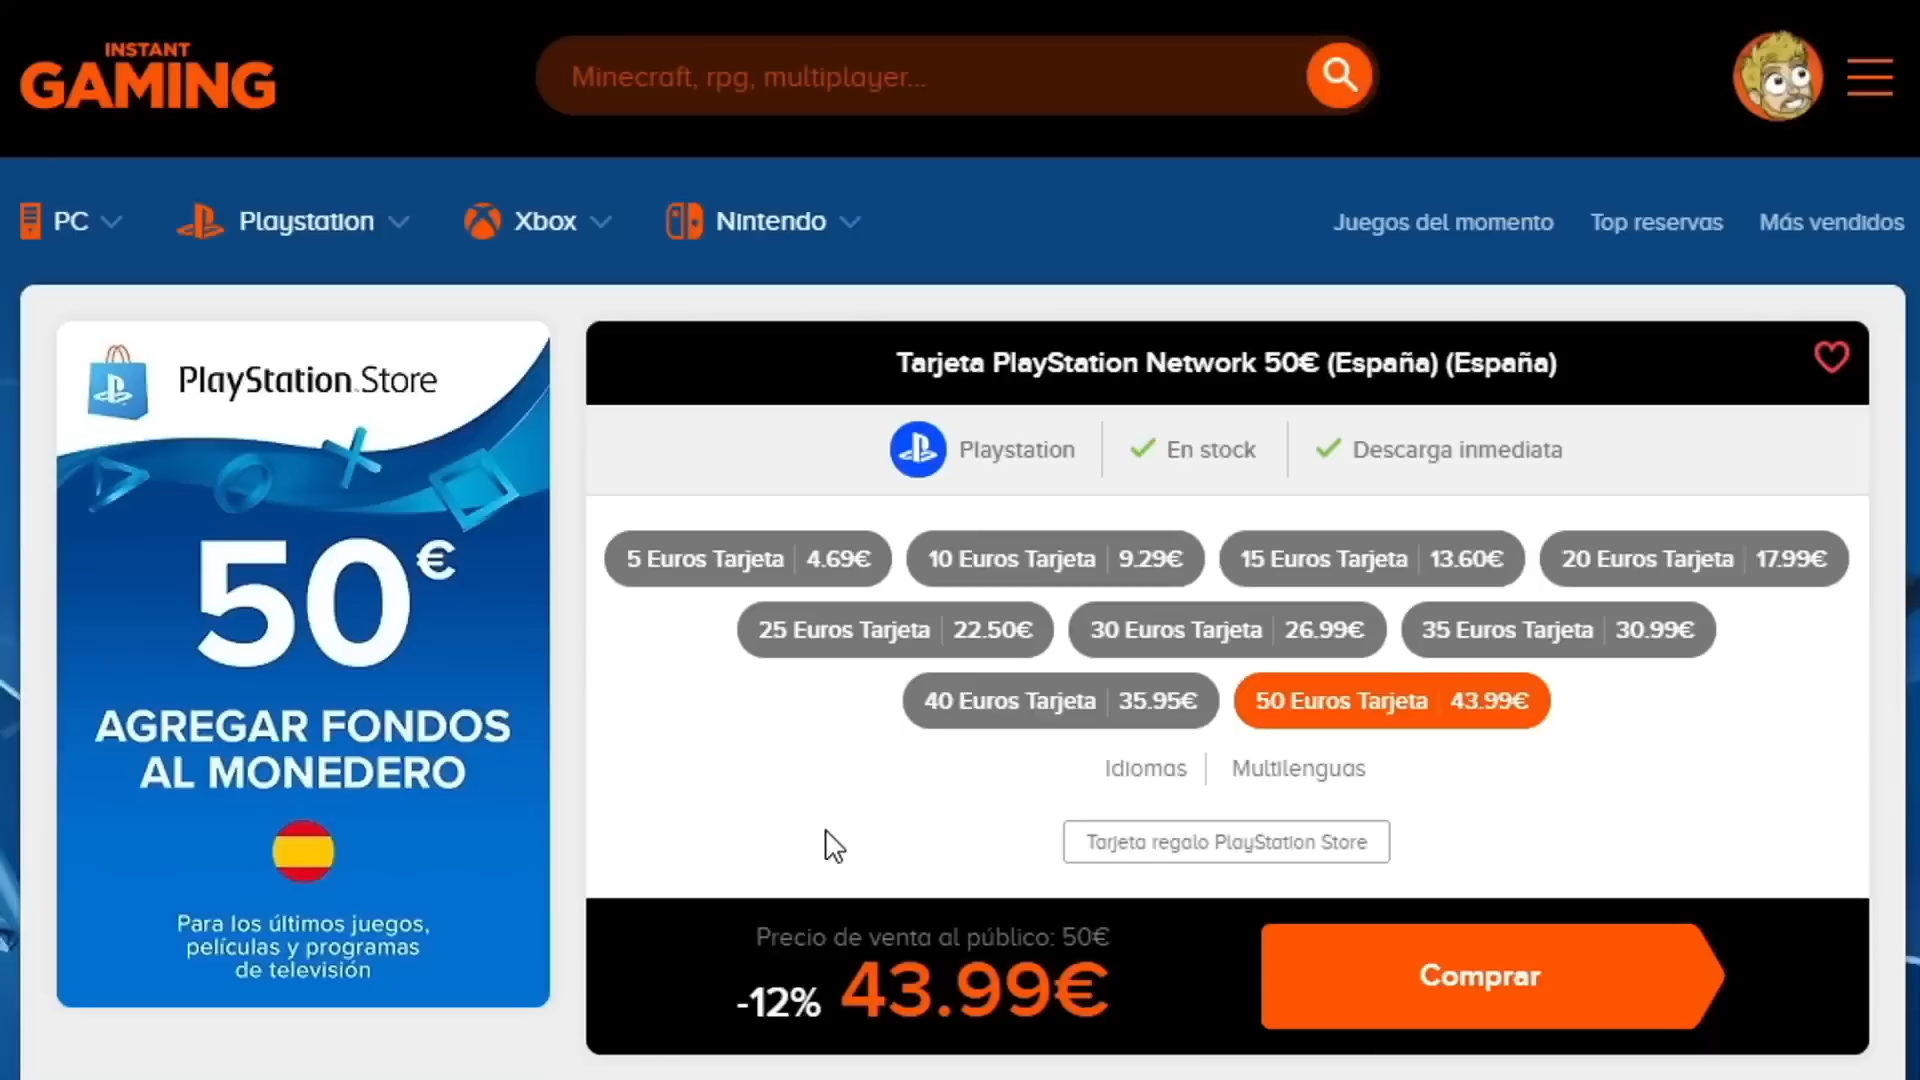 INSTANT
GAMING
Minecraft, rpg, multiplayer...
PC
Playstation
Xbox
Nintendo
Juegos del momento
Top reservas
Más vendidos
PlayStation Store
50€
AGREGAR FONDOS
AL MONEDERO
Para los últimos juegos,
películas y programas
de televisión
Tarjeta PlayStation Network 50€ (España) (España)
Playstation
En stock
Descarga inmediata
5 Euros Tarjeta 4.69€
10 Euros Tarjeta 9.29€
15 Euros Tarjeta 13.60€
20 Euros Tarjeta 17.99€
25 Euros Tarjeta 22.50€
30 Euros Tarjeta 26.99€
35 Euros Tarjeta 30.99€
40 Euros Tarjeta 35.95€
50 Euros Tarjeta 43.99€
Idiomas
Multilenguas
Tarjeta regalo PlayStation Store
Precio de venta al público: 50€
-12% 43.99€
Comprar